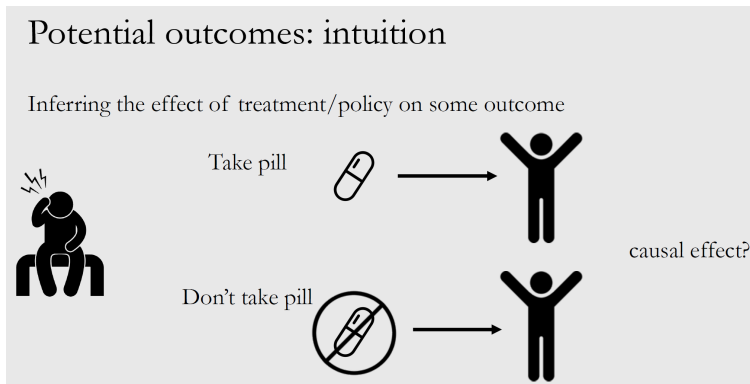 Potential outcomes: intuition
Inferring the effect of treatment/policy on some outcome
Take pill
causal effect?
Don't take pill